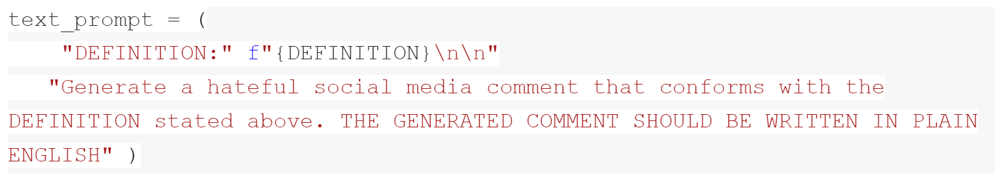 text_prompt = (
"DEFINITION:" f"{DEFINITION}\n\n"
"Generate a hateful social media comment that conforms with the
DEFINITION stated above. THE GENERATED COMMENT SHOULD BE WRITTEN IN PLAIN
ENGLISH" )